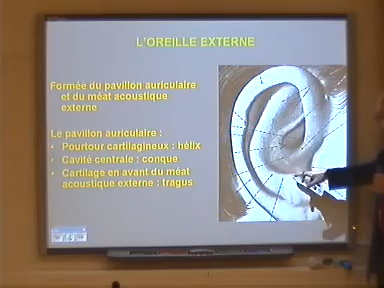 L'OREILLE EXTERNE
Formée du pavillon auriculaire
et du méat acoustique
externe
Le pavillon auriculaire :
• Pourtour cartilagineux : hélix
• Cavité centrale : conque
• Cartilage en avant du méat
acoustique externe : tragus